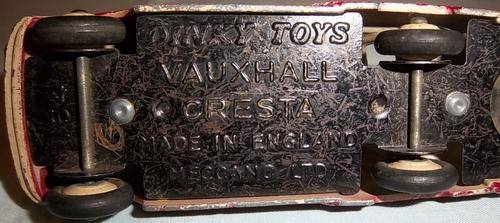 DINKY TOYS
VAUXHALL
CRESTA
MADE IN ENGLAND
MECCANO LTD